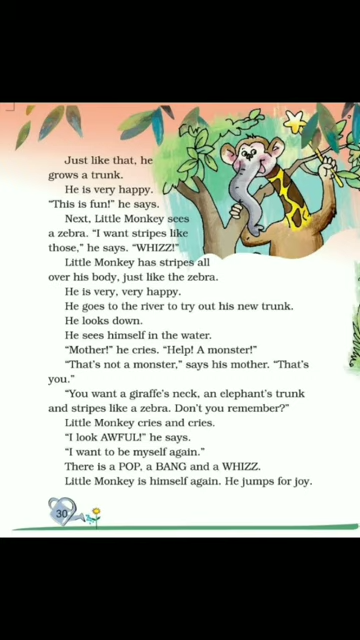 Just like that, he
grows a trunk.
He is very happy.
“This is fun!” he says.
Next, Little Monkey sees
a zebra. “I want stripes like
those,” he says. “WHIZZ!”
Little Monkey has stripes all
over his body, just like the zebra.
He is very, very happy.
He goes to the river to try out his new trunk.
He looks down.
He sees himself in the water.
“Mother!” he cries. “Help! A monster!”
“That’s not a monster,” says his mother. “That’s
you.”
“You want a giraffe’s neck, an elephant’s trunk
and stripes like a zebra. Don’t you remember?”
Little Monkey cries and cries.
“I look AWFUL!” he says.
“I want to be myself again.”
There is a POP, a BANG and a WHIZZ.
Little Monkey is himself again. He jumps for joy.
30